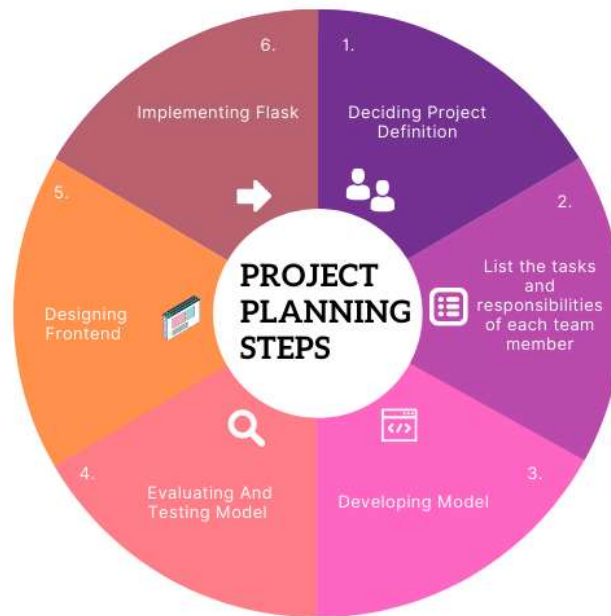 1.
Deciding Project
Definition
2.
List the tasks
and
responsibilities
of each team
member
3.
Developing Model
4.
Evaluating And
Testing Model
5.
Designing
Frontend
6.
Implementing Flask
PROJECT
PLANNING
STEPS